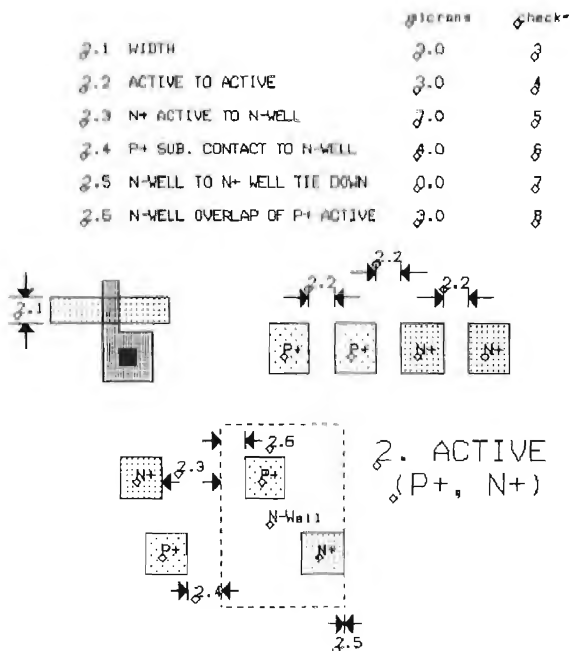 microns check=
2.1 WIDTH 3.0 3
2.2 ACTIVE TO ACTIVE 3.0 4
2.3 N+ ACTIVE TO N-WELL 7.0 5
2.4 P+ SUB. CONTACT TO N-WELL 4.0 6
2.5 N-WELL TO N+ WELL TIE DOWN 0.0 7
2.6 N-WELL OVERLAP OF P+ ACTIVE 3.0 8
2.2
2.2 2.2
2.1
P+ P+ N+ N+
2.6
2. ACTIVE
(P+, N+)
N+ 2.3 P+
N-Well
P+ N+
2.4
2.5